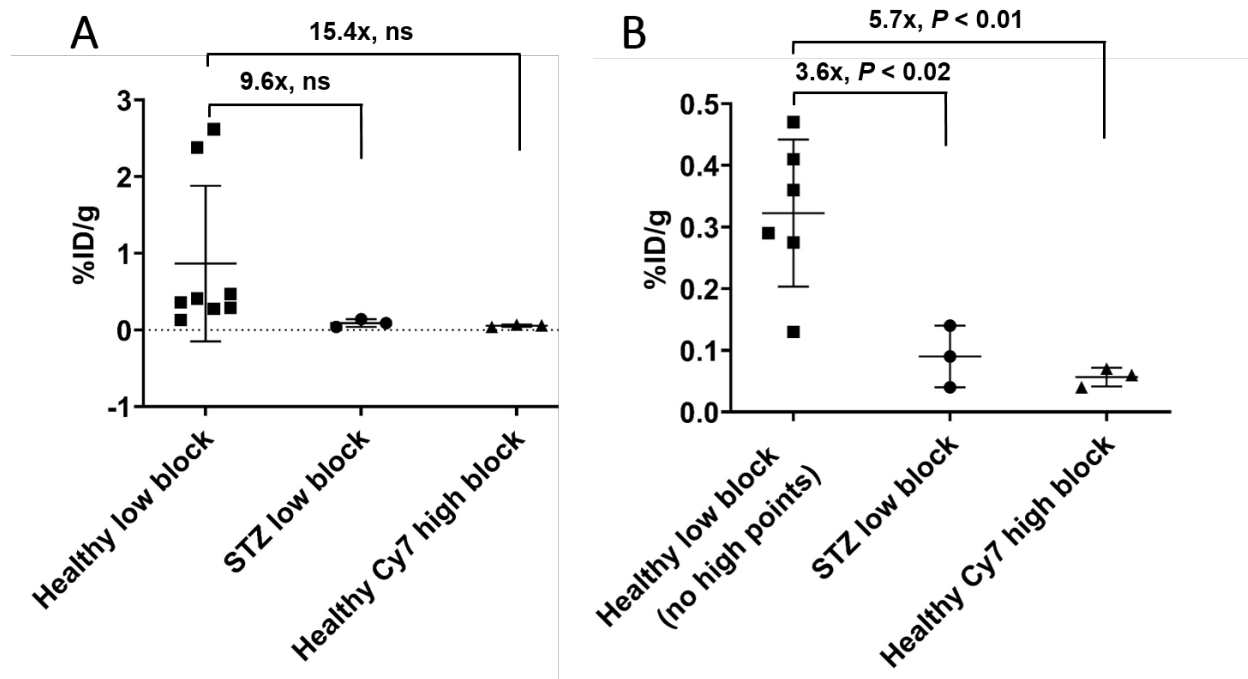 A
15.4x, ns
9.6x, ns
%ID/g
3
2
1
0
-1
Healthy low block
STZ low block
Healthy Cy7 high block
B
5.7x, P < 0.01
3.6x, P < 0.02
%ID/g
0.5
0.4
0.3
0.2
0.1
0.0
Healthy low block
(no high points)
STZ low block
Healthy Cy7 high block